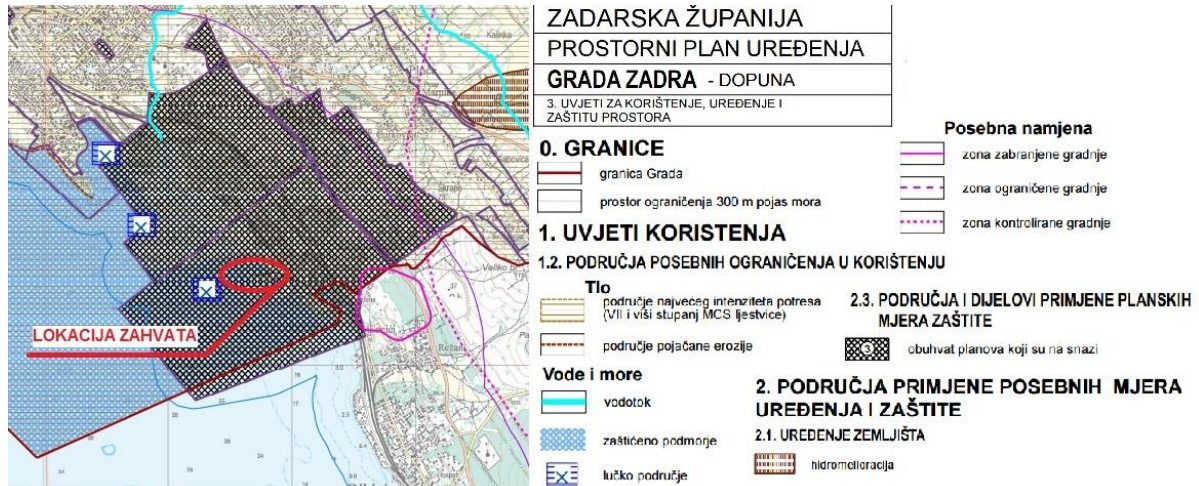 Kalinka
LOKACIJA ZAHVATA
ZADARSKA ŽUPANIJA
PROSTORNI PLAN UREĐENJA
GRADA ZADRA - DOPUNA
3. UVJETI ZA KORIŠTENJE, UREĐENJE I
ZAŠTITU PROSTORA
0. GRANICE
granica Grada
prostor ograničenja 300 m pojas mora
Posebna namjena
zona zabranjene gradnje
zona ograničene gradnje
zona kontrolirane gradnje
1. UVJETI KORISTENJA
1.2. PODRUČJA POSEBNIH OGRANIČENJA U KORIŠTENJU
Tlo
područje najvećeg intenziteta potresa
(VII i viši stupanj MCS ljestvice)
područje pojačane erozije
2.3. PODRUČJA I DIJELOVI PRIMJENE PLANSKIH
MJERA ZAŠTITE
3
obuhvat planova koji su na snazi
Vode i more
vodotok
zaštićeno podmorje
lučko područje
2. PODRUČJA PRIMJENE POSEBNIH MJERA
UREĐENJA I ZAŠTITE
2.1. UREĐENJE ZEMLJIŠTA
hidromelioracija